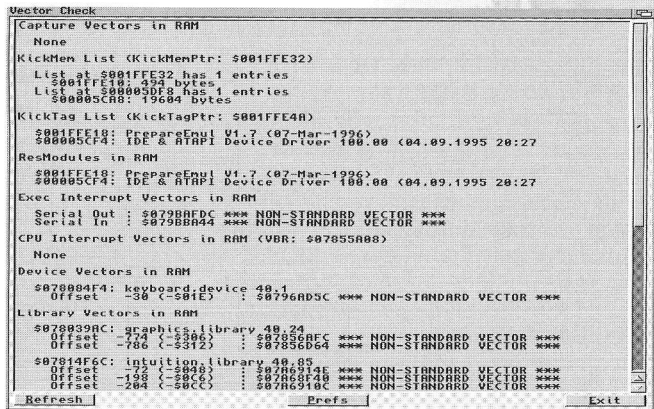 Vector Check
Capture Vectors in RAM
None
KickMem List (KickMemPtr: $001FFE32)
List at $001FFE32 has 1 entries
$001FFE10: 494 bytes
List at $00005DF8 has 1 entries
$00005CA8: 19604 bytes
KickTag List (KickTagPtr: $001FFE4A)
$001FFE18: PrepareEmul V1.7 (07-Mar-1996)
$00005CF4: IDE & ATAPI Device Driver 100.00 (04.09.1995 20:27
ResModules in RAM
$001FFE18: PrepareEmul V1.7 (07-Mar-1996)
$00005CF4: IDE & ATAPI Device Driver 100.00 (04.09.1995 20:27
Exec Interrupt Vectors in RAM
Serial Out : $079BAFDC *** NON-STANDARD VECTOR ***
Serial In : $079BBA44 *** NON-STANDARD VECTOR ***
CPU Interrupt Vectors in RAM (VBR: $07855A08)
None
Device Vectors in RAM
$078084F4: keyboard.device 40.1
Offset -30 (-$01E) : $0796AD5C *** NON-STANDARD VECTOR ***
Library Vectors in RAM
$078039AC: graphics.library 40.24
Offset -774 (-$306) : $07856AFC *** NON-STANDARD VECTOR ***
Offset -786 (-$312) : $07856D64 *** NON-STANDARD VECTOR ***
$07814F6C: intuition.library 40.85
Offset -72 (-$048) : $07A6914E *** NON-STANDARD VECTOR ***
Offset -198 (-$0C6) : $07A68F40 *** NON-STANDARD VECTOR ***
Offset -204 (-$0CC) : $07A6910C *** NON-STANDARD VECTOR ***
Refresh Prefs Exit